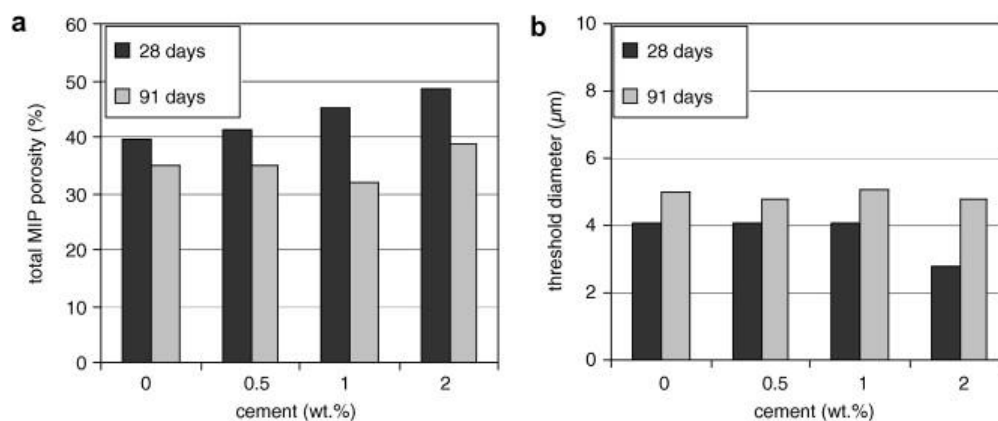 a
60
50
40
30
20
10
0
total MIP porosity (%)
28 days
91 days
0 0.5 1 2
cement (wt.%)
b
10
8
6
4
2
0
threshold diameter (µm)
28 days
91 days
0 0.5 1 2
cement (wt.%)